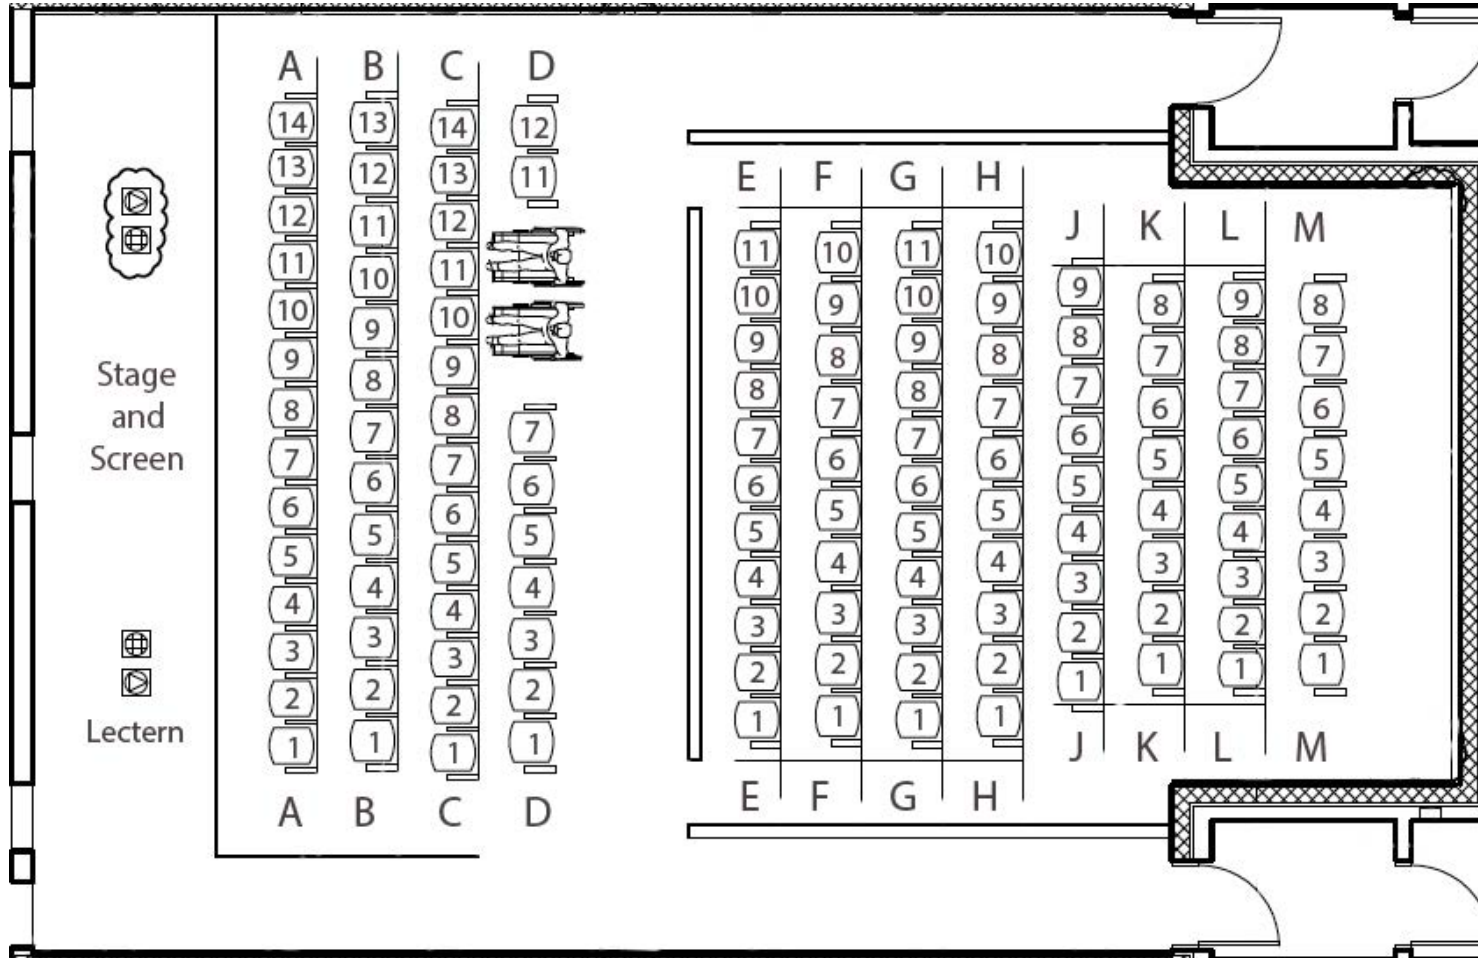 A B C D
14 13 14 12
13 12 13 11
12 11 12
11 10 11
10 9 10
9 8 9
8 7 8 7
7 6 7 6
6 5 6 5
5 4 5 4
4 3 4 3
3 2 3 2
2 1 2 1
1 1
A B C D
Stage
and
Screen
Lectern
E F G H
11 10 11 10
10 9 10 9
9 8 9 8
8 7 8 7
7 6 7 6
6 5 6 5
5 4 5 4
4 3 4 3
3 2 3 2
2 1 2 1
1 1
E F G H
J K L M
9 8 9 8
8 7 8 7
7 6 7 6
6 5 6 5
5 4 5 4
4 3 4 3
3 2 3 2
2 1 2 1
1 1
J K L M